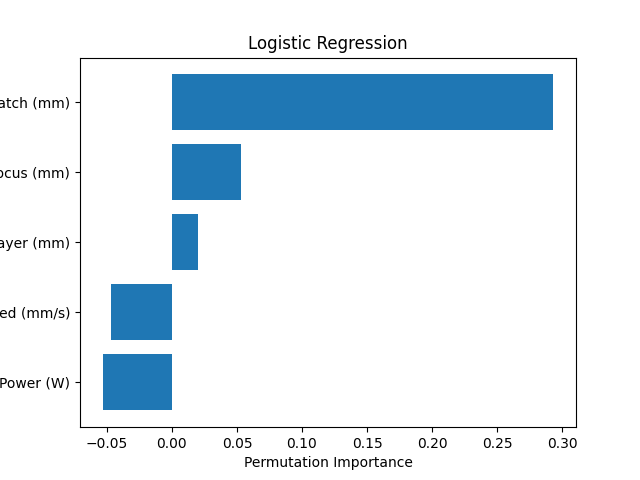 Logistic Regression
atch (mm)
ocus (mm)
ayer (mm)
ed (mm/s)
Power (W)
−0.05 0.00 0.05 0.10 0.15 0.20 0.25 0.30
Permutation Importance